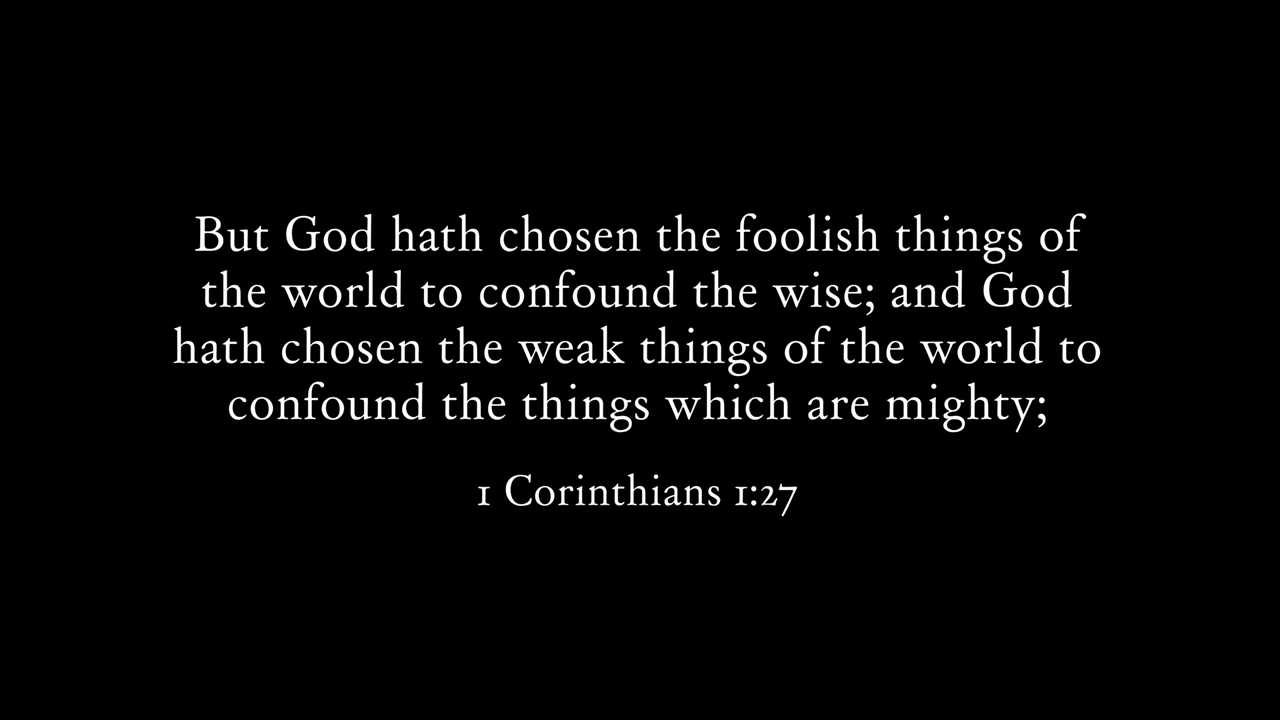 But God hath chosen the foolish things of
the world to confound the wise; and God
hath chosen the weak things of the world to
confound the things which are mighty;
1 Corinthians 1:27